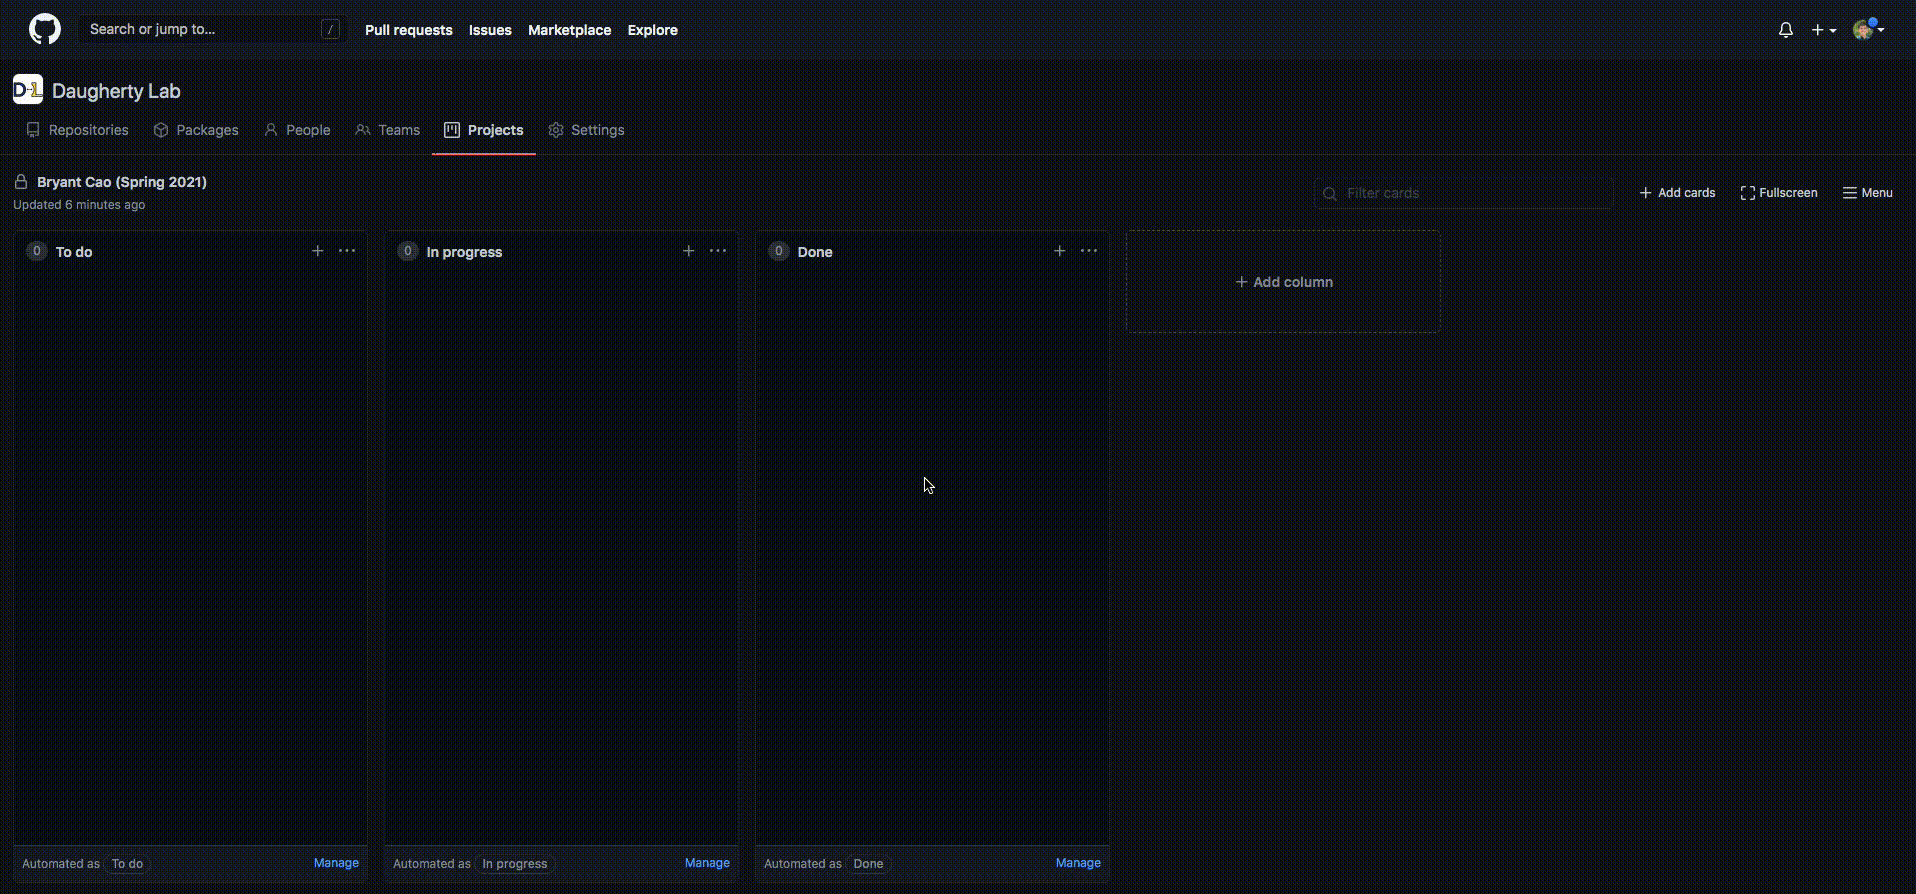 Search or jump to... /
Pull requests Issues Marketplace Explore
D-L Daugherty Lab
Repositories Packages People Teams Projects Settings
Bryant Cao (Spring 2021)
Updated 6 minutes ago
Filter cards
Add cards
Fullscreen
Menu
0 To do
0 In progress
0 Done
Add column
Automated as To do Manage
Automated as In progress Manage
Automated as Done Manage